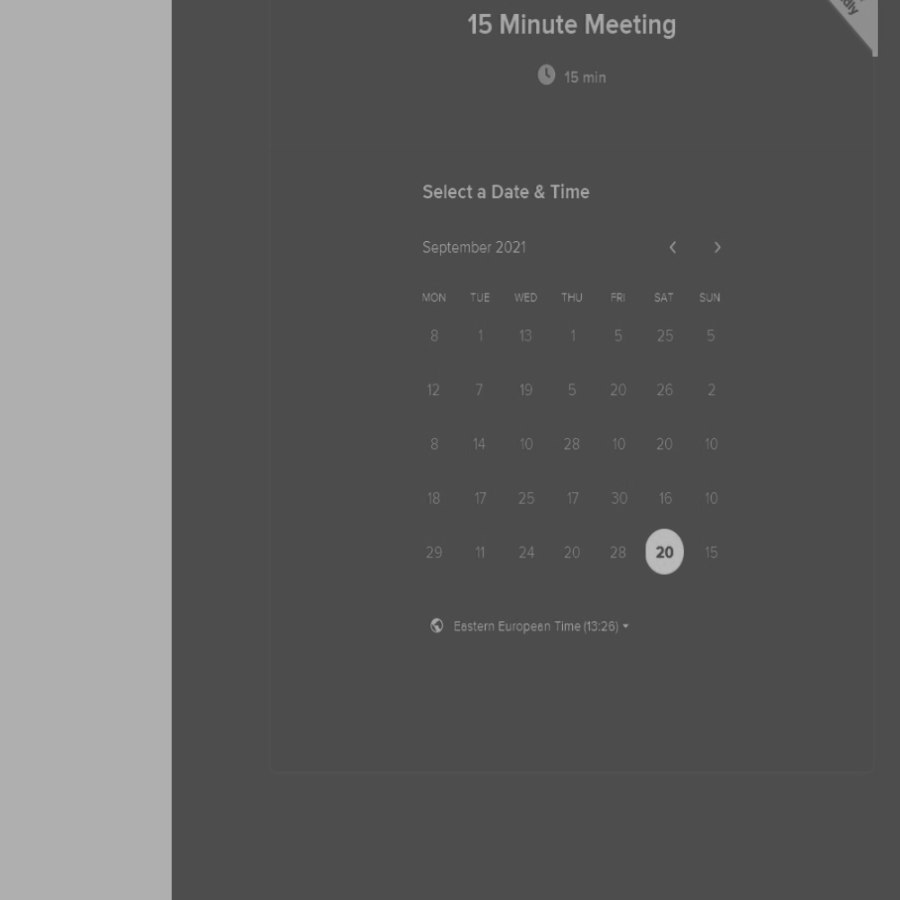 15 Minute Meeting
15 min
Select a Date & Time
September 2021
MON TUE WED THU FRI SAT SUN
8 1 13 1 5 25 5
12 7 19 5 20 26 2
8 14 10 28 10 20 10
18 17 25 17 30 16 10
29 11 24 20 28 20 15
Eastern European Time (13:26)